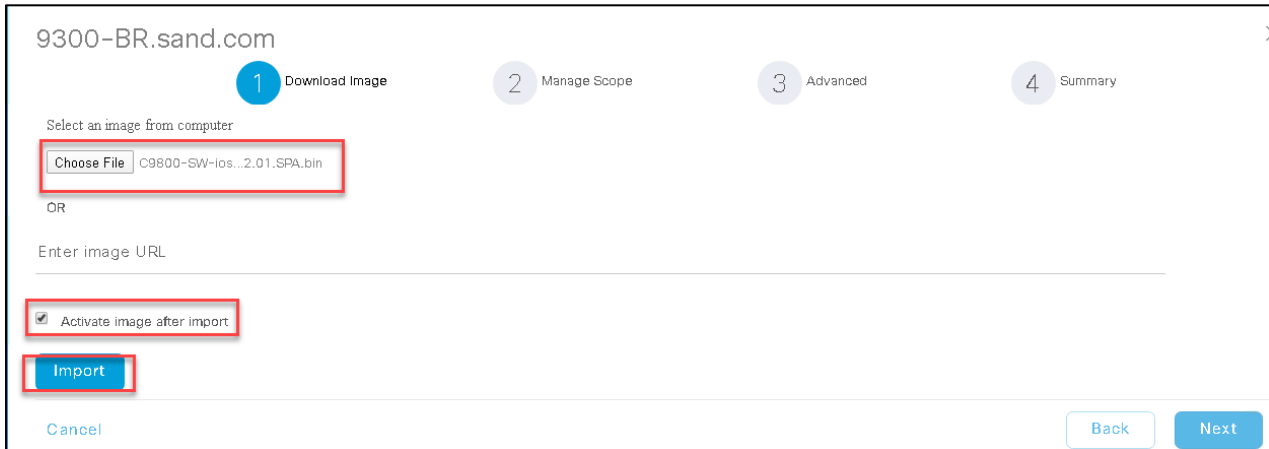 9300-BR.sand.com
1 Download Image 2 Manage Scope 3 Advanced 4 Summary
Select an image from computer
Choose File C9800-SW-ios...2.01.SPA.bin
OR
Enter image URL
Activate image after import
Import
Cancel Back Next